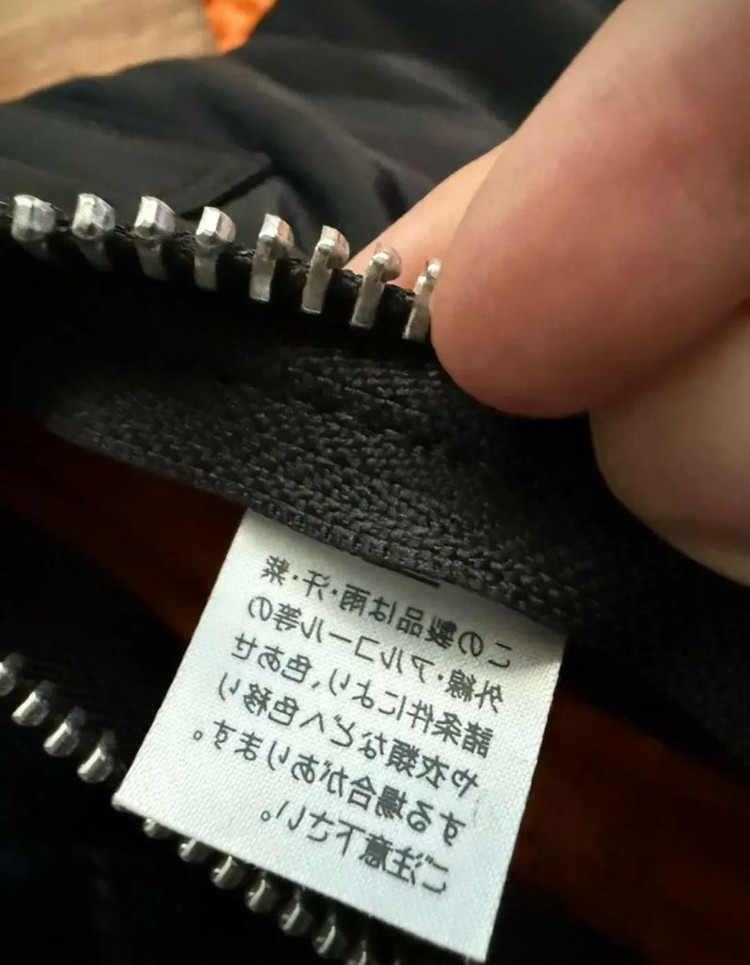 この製品は雨・汗・紫
外線・アルコール等の
諸条件により、色あせ
や衣類などへ色移り
する場合があります。
ご注意下さい。